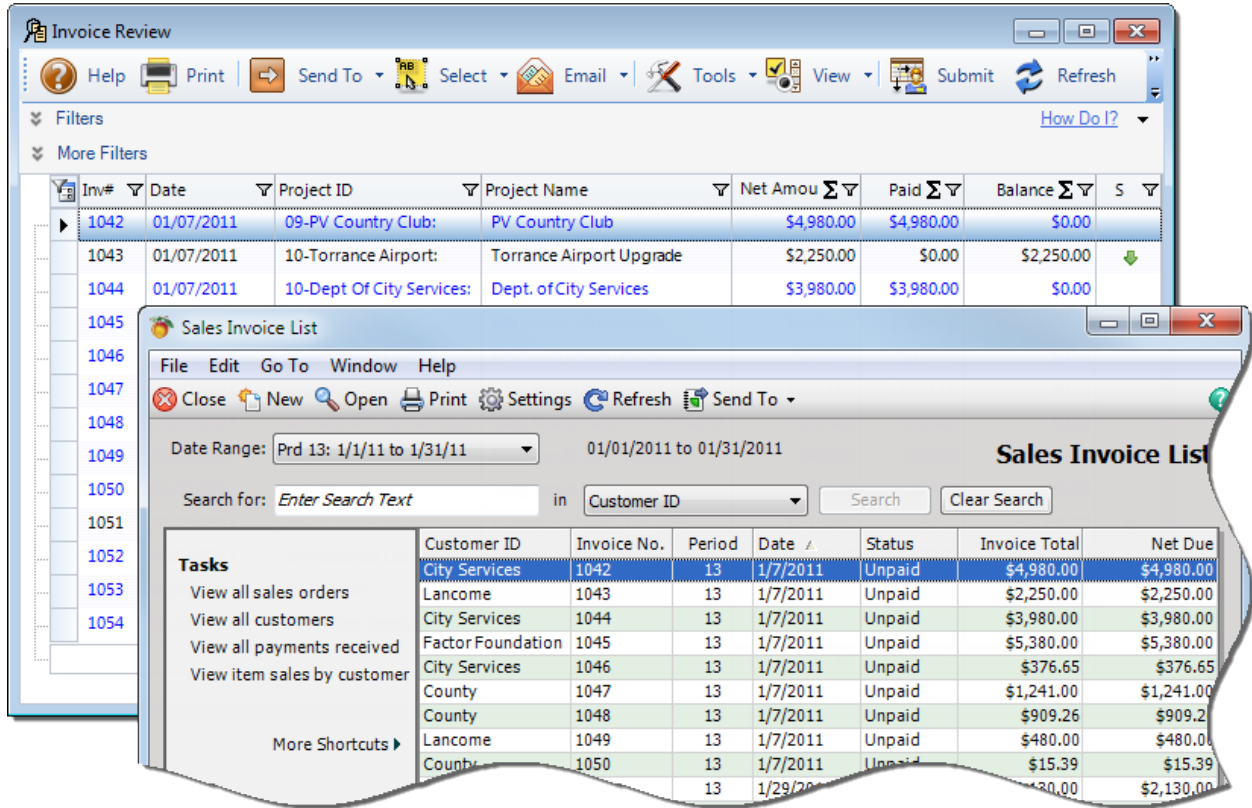 Invoice Review
Help Print Send To Select Email Tools View Submit Refresh
Filters How Do I?
More Filters
Inv# Date Project ID Project Name Net Amou Σ Paid Σ Balance Σ S
1042 01/07/2011 09-PV Country Club: PV Country Club $4,980.00 $4,980.00 $0.00
1043 01/07/2011 10-Torrance Airport: Torrance Airport Upgrade $2,250.00 $0.00 $2,250.00
1044 01/07/2011 10-Dept Of City Services: Dept. of City Services $3,980.00 $3,980.00 $0.00
1045
1046
1047
1048
1049
1050
1051
1052
1053
1054
Sales Invoice List
File Edit Go To Window Help
Close New Open Print Settings Refresh Send To
Date Range: Prd 13: 1/1/11 to 1/31/11 01/01/2011 to 01/31/2011 Sales Invoice List
Search for: Enter Search Text in Customer ID Search Clear Search
Tasks
View all sales orders
View all customers
View all payments received
View item sales by customer
More Shortcuts
Customer ID Invoice No. Period Date Status Invoice Total Net Due
City Services 1042 13 1/7/2011 Unpaid $4,980.00 $4,980.00
Lancome 1043 13 1/7/2011 Unpaid $2,250.00 $2,250.00
City Services 1044 13 1/7/2011 Unpaid $3,980.00 $3,980.00
Factor Foundation 1045 13 1/7/2011 Unpaid $5,380.00 $5,380.00
City Services 1046 13 1/7/2011 Unpaid $376.65 $376.65
County 1047 13 1/7/2011 Unpaid $1,241.00 $1,241.00
County 1048 13 1/7/2011 Unpaid $909.26 $909.2
Lancome 1049 13 1/7/2011 Unpaid $480.00 $480.0
County 1050 13 1/7/2011 Unpaid $15.39 $15.39
13 1/29/20 130.00 $2,130.00